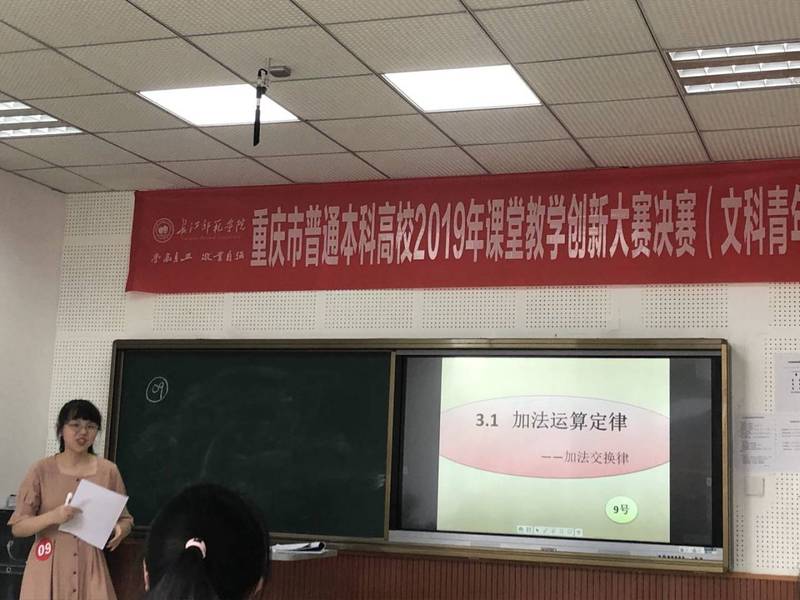 长江师范学院
重庆市普通本科高校2019年课堂教学创新大赛决赛（文科青年
09
3.1 加法运算定律
——加法交换律
9号
09